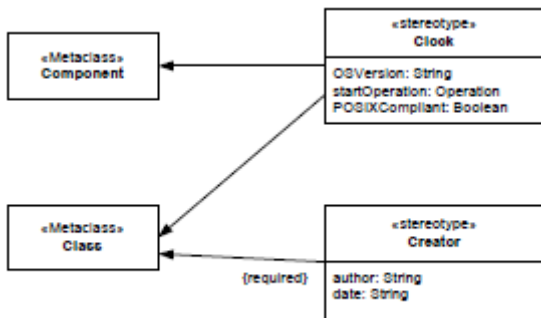 «Metaclass»
Component
«stereotype»
Clock
OSVersion: String
startOperation: Operation
POSIXCompliant: Boolean
«Metaclass»
Class
«stereotype»
Creator
{required}
author: String
date: String